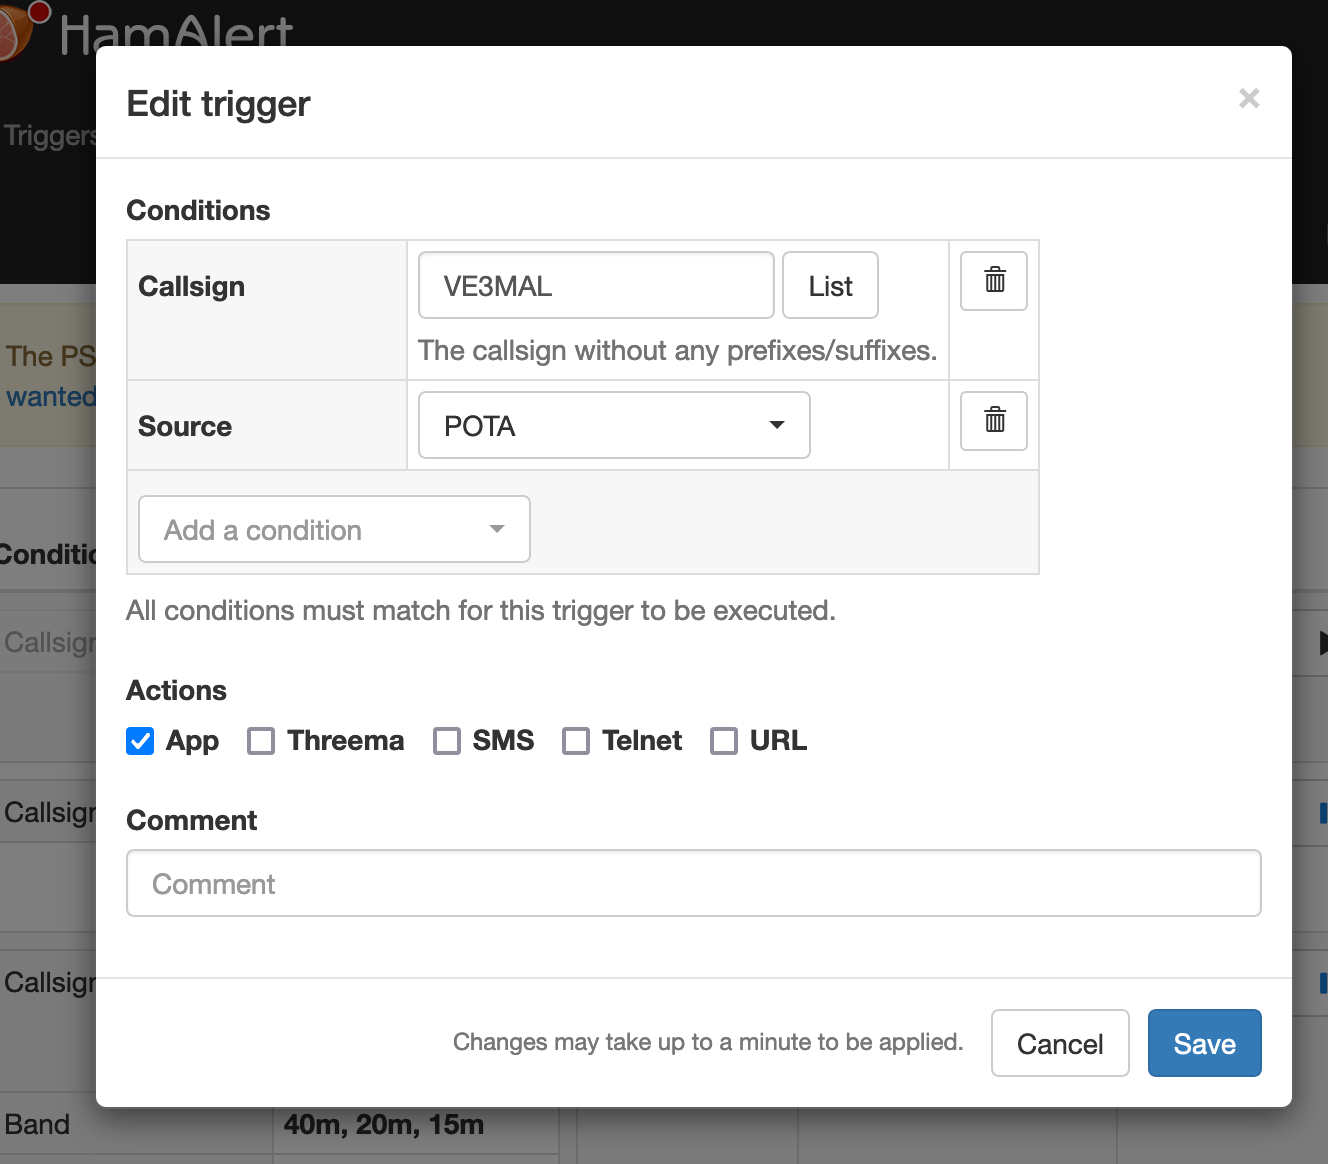 HamAlert
Edit trigger
×
Triggers
Conditions
Callsign
VE3MAL
List
The callsign without any prefixes/suffixes.
The PS
wanted
Source
POTA
Add a condition
Conditio
All conditions must match for this trigger to be executed.
Callsign
Actions
App
Threema
SMS
Telnet
URL
Callsign
Comment
Comment
Callsign
Changes may take up to a minute to be applied.
Cancel
Save
Band
40m, 20m, 15m